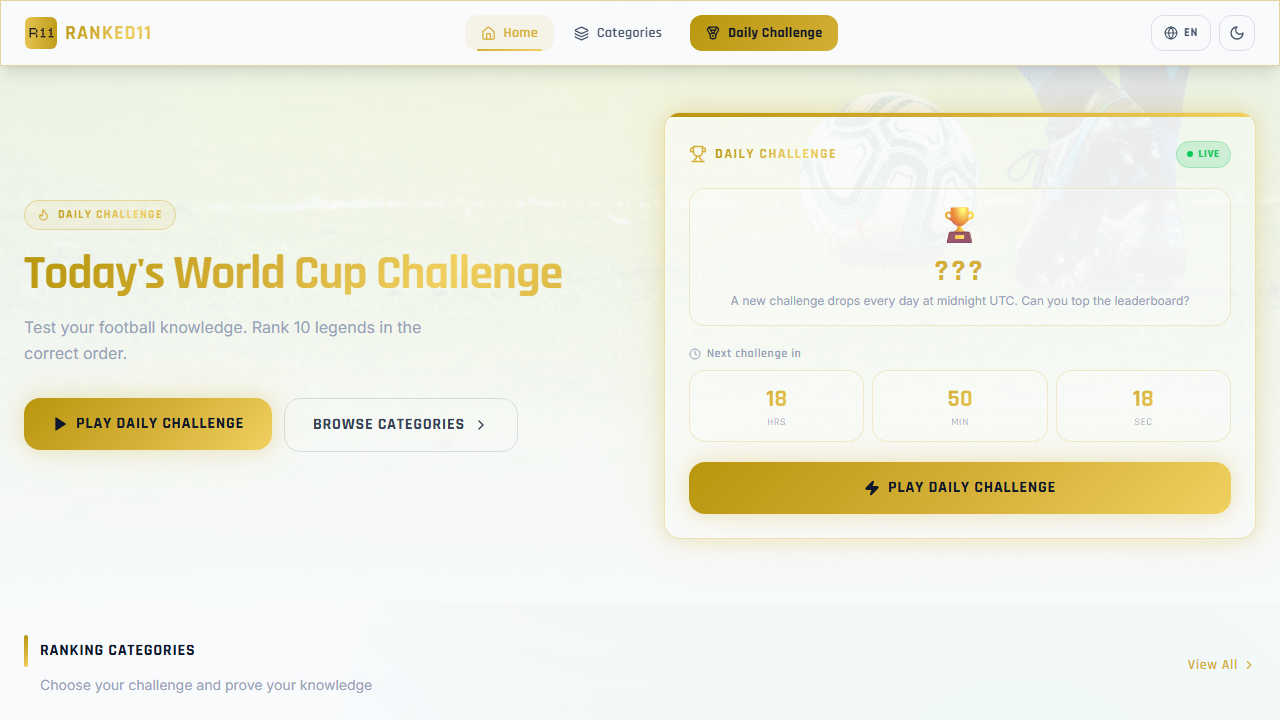 R11 RANKED11
Home
Categories
Daily Challenge
EN
DAILY CHALLENGE
Today's World Cup Challenge
Test your football knowledge. Rank 10 legends in the
correct order.
PLAY DAILY CHALLENGE
BROWSE CATEGORIES
DAILY CHALLENGE
LIVE
???
A new challenge drops every day at midnight UTC. Can you top the leaderboard?
Next challenge in
18 50 18
HRS MIN SEC
PLAY DAILY CHALLENGE
RANKING CATEGORIES
Choose your challenge and prove your knowledge
View All